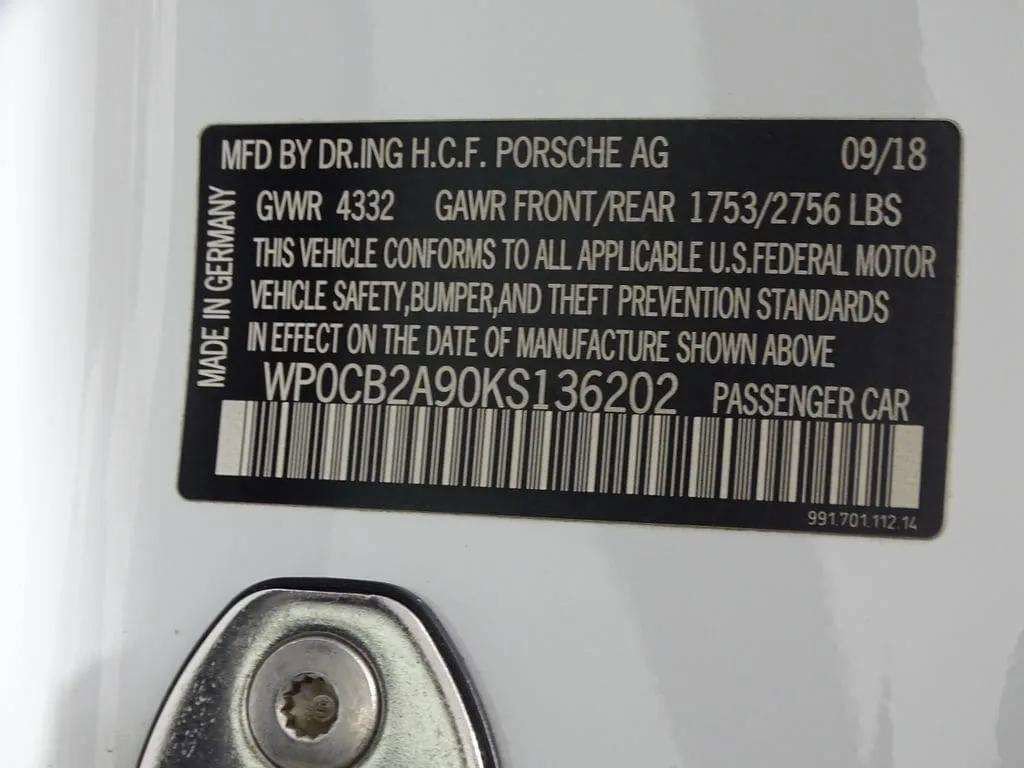 MFD BY DR.ING H.C.F. PORSCHE AG 09/18
GVWR 4332 GAWR FRONT/REAR 1753/2756 LBS
THIS VEHICLE CONFORMS TO ALL APPLICABLE U.S.FEDERAL MOTOR
VEHICLE SAFETY,BUMPER,AND THEFT PREVENTION STANDARDS
IN EFFECT ON THE DATE OF MANUFACTURE SHOWN ABOVE
WP0CB2A90KS136202 PASSENGER CAR
991.701.112.14
MADE IN GERMANY